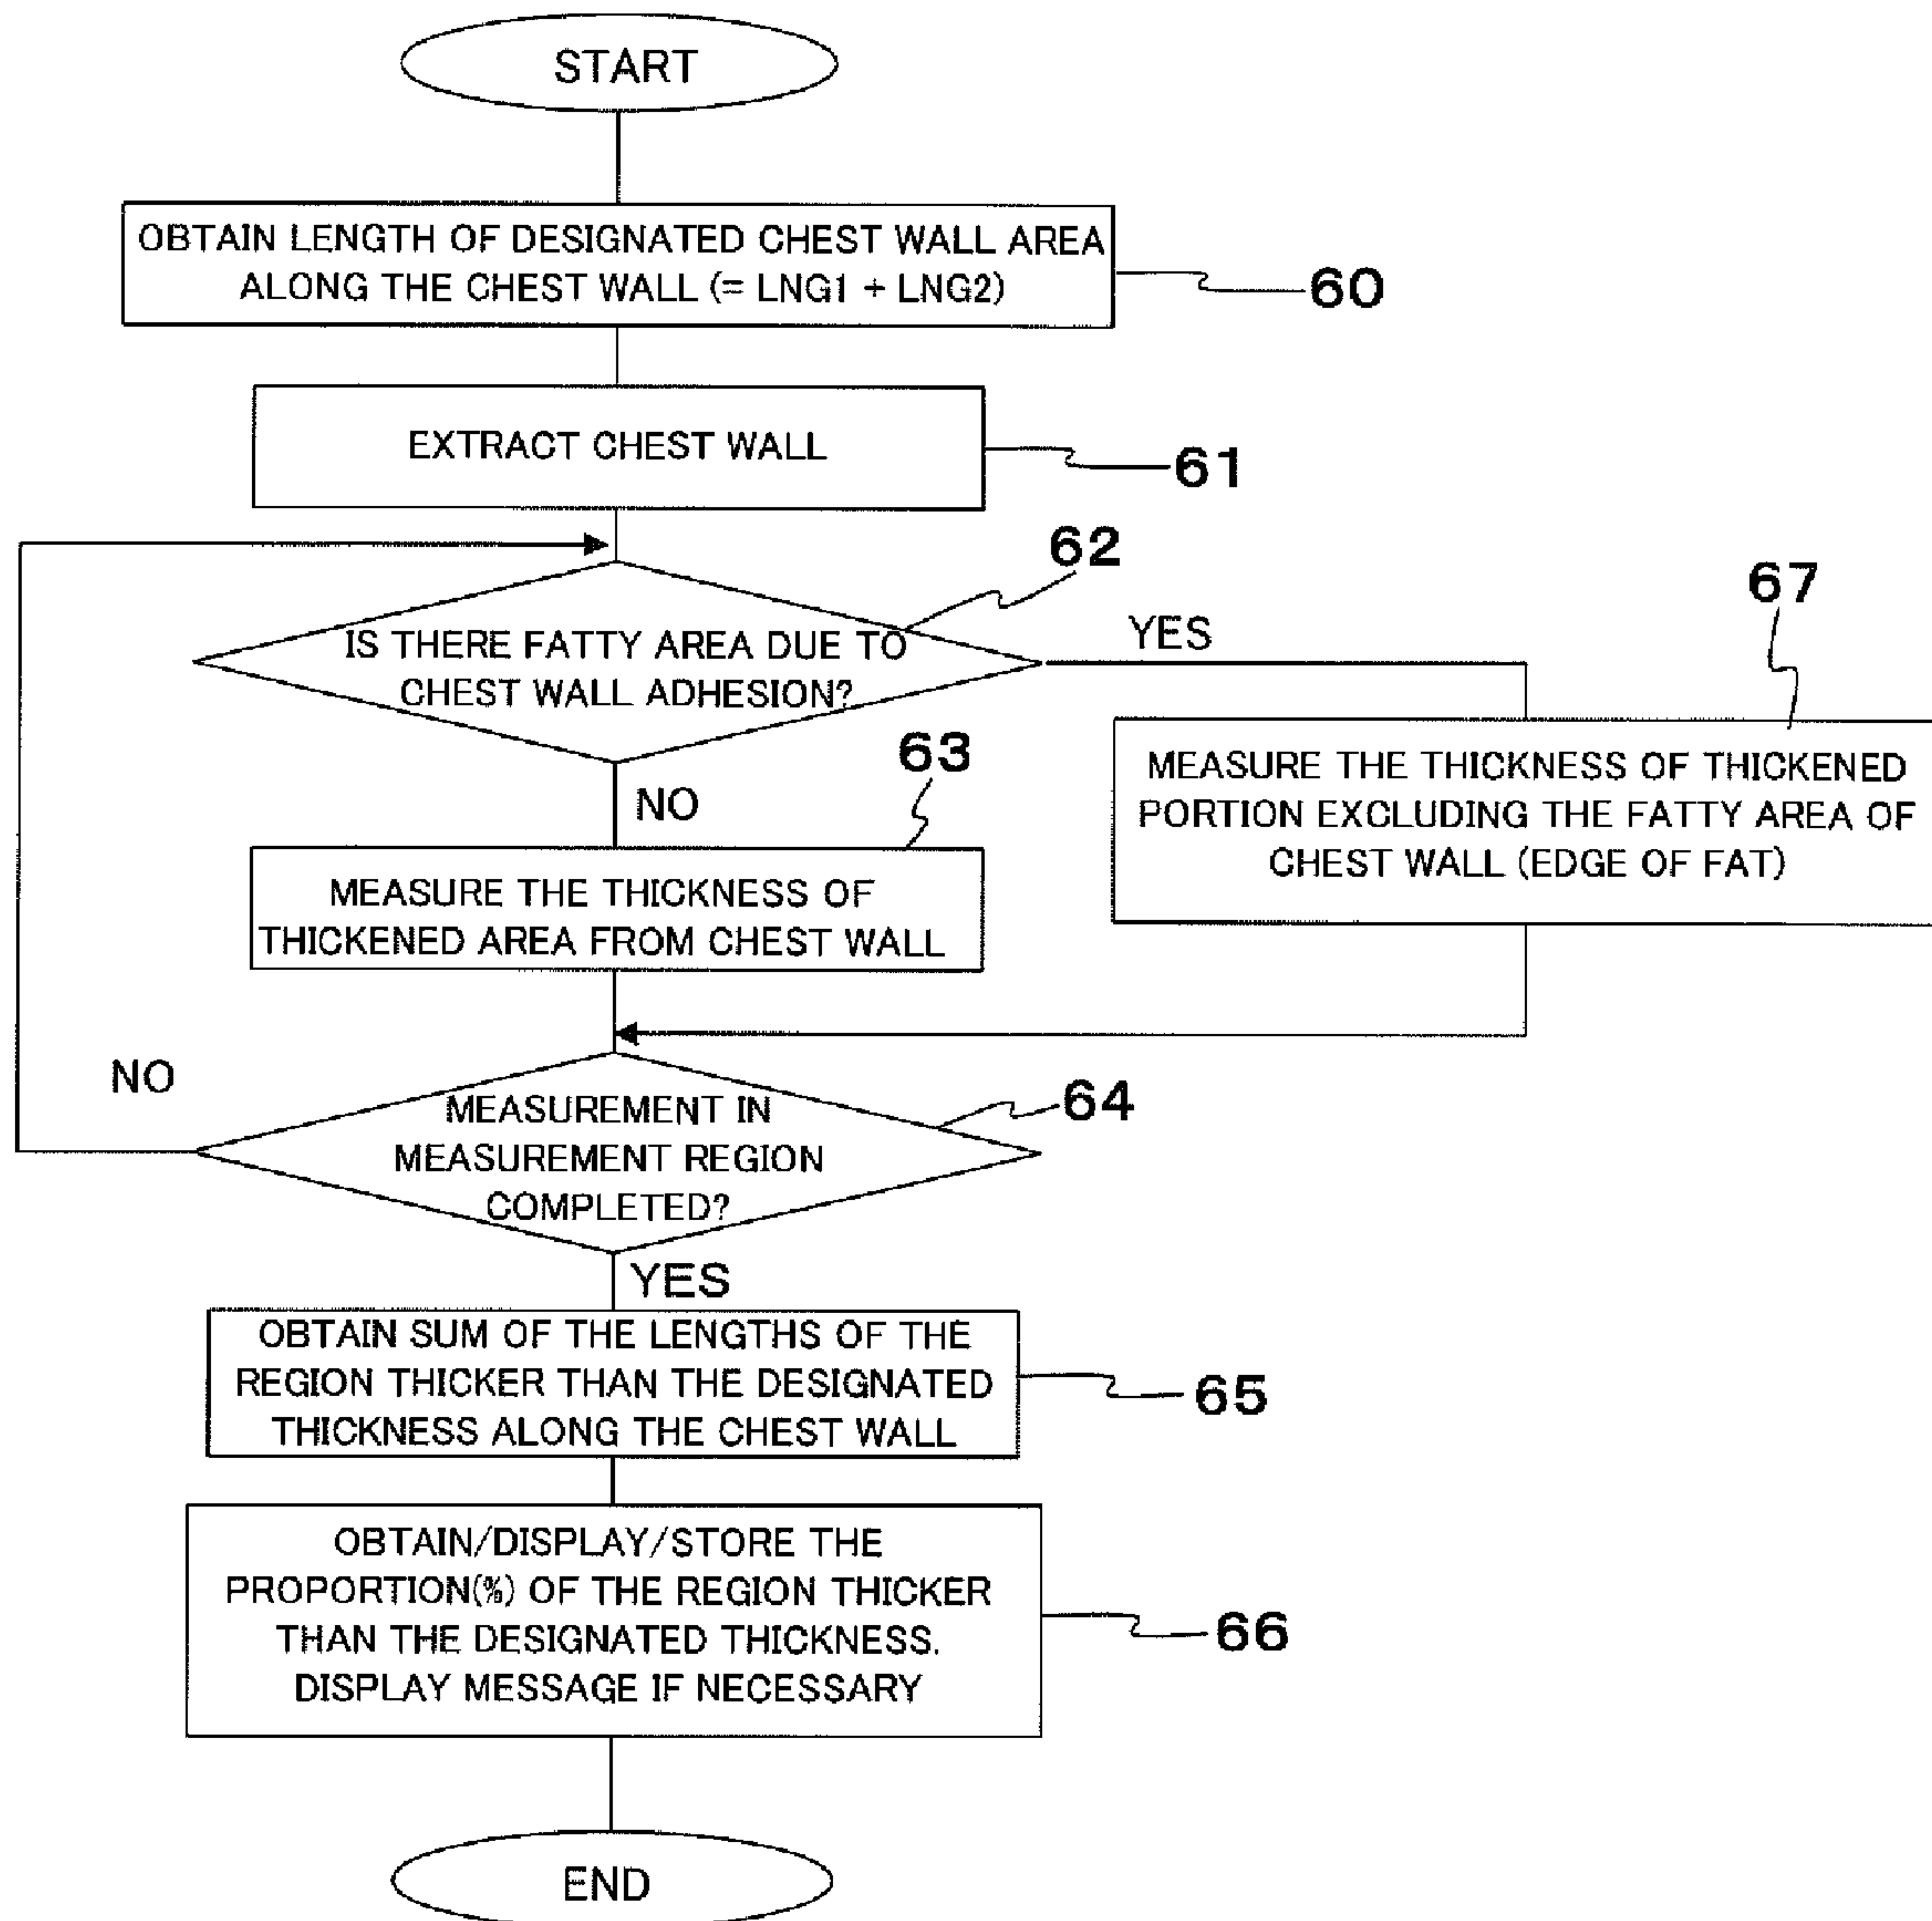 START
OBTAIN LENGTH OF DESIGNATED CHEST WALL AREA
ALONG THE CHEST WALL (= LNG1 + LNG2)
60
EXTRACT CHEST WALL
61
62
IS THERE FATTY AREA DUE TO
CHEST WALL ADHESION?
YES
67
NO
63
MEASURE THE THICKNESS OF THICKENED
PORTION EXCLUDING THE FATTY AREA OF
CHEST WALL (EDGE OF FAT)
MEASURE THE THICKNESS OF
THICKENED AREA FROM CHEST WALL
NO
64
MEASUREMENT IN
MEASUREMENT REGION
COMPLETED?
YES
OBTAIN SUM OF THE LENGTHS OF THE
REGION THICKER THAN THE DESIGNATED
THICKNESS ALONG THE CHEST WALL
65
OBTAIN/DISPLAY/STORE THE
PROPORTION(%) OF THE REGION THICKER
THAN THE DESIGNATED THICKNESS.
DISPLAY MESSAGE IF NECESSARY
66
END